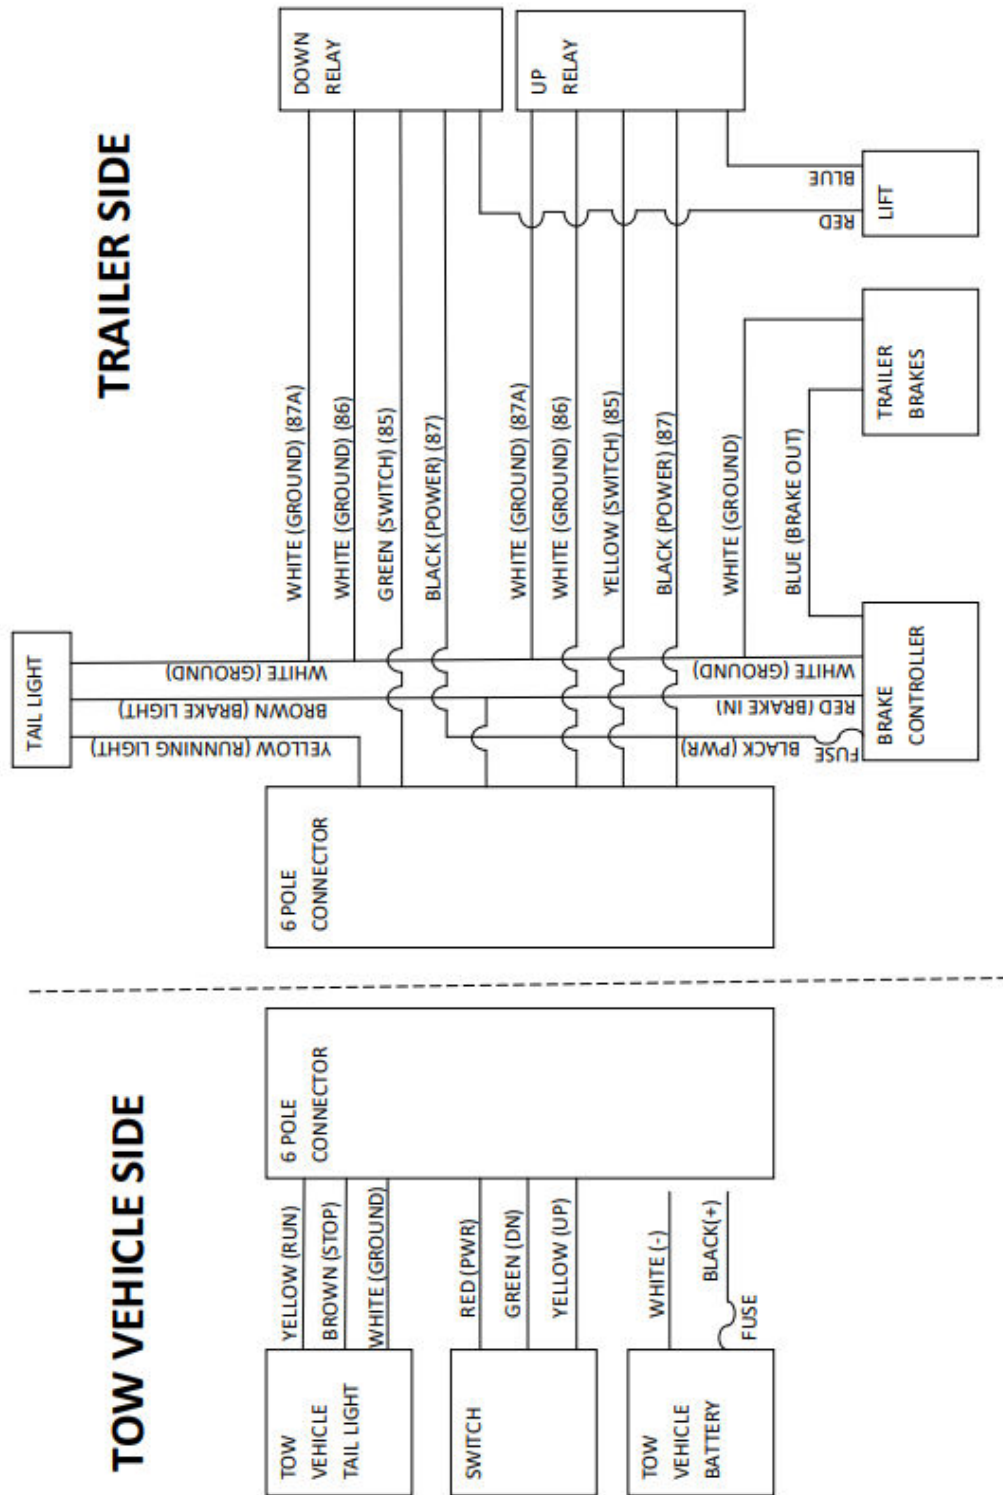 TOW VEHICLE SIDE
TRAILER SIDE
TOW
VEHICLE
TAIL LIGHT
YELLOW (RUN)
BROWN (STOP)
WHITE (GROUND)
SWITCH
RED (PWR)
GREEN (DN)
YELLOW (UP)
TOW
VEHICLE
BATTERY
WHITE (-)
BLACK(+)
FUSE
6 POLE
CONNECTOR
6 POLE
CONNECTOR
TAIL LIGHT
YELLOW (RUNNING LIGHT)
BROWN (BRAKE LIGHT)
WHITE (GROUND)
WHITE (GROUND) (87A)
WHITE (GROUND) (86)
GREEN (SWITCH) (85)
BLACK (POWER) (87)
DOWN
RELAY
WHITE (GROUND) (87A)
WHITE (GROUND) (86)
YELLOW (SWITCH) (85)
BLACK (POWER) (87)
UP
RELAY
WHITE (GROUND)
BLUE (BRAKE OUT)
WHITE (GROUND)
RED (BRAKE IN)
BLACK (PWR)
FUSE
BRAKE
CONTROLLER
TRAILER
BRAKES
BLUE
RED
LIFT